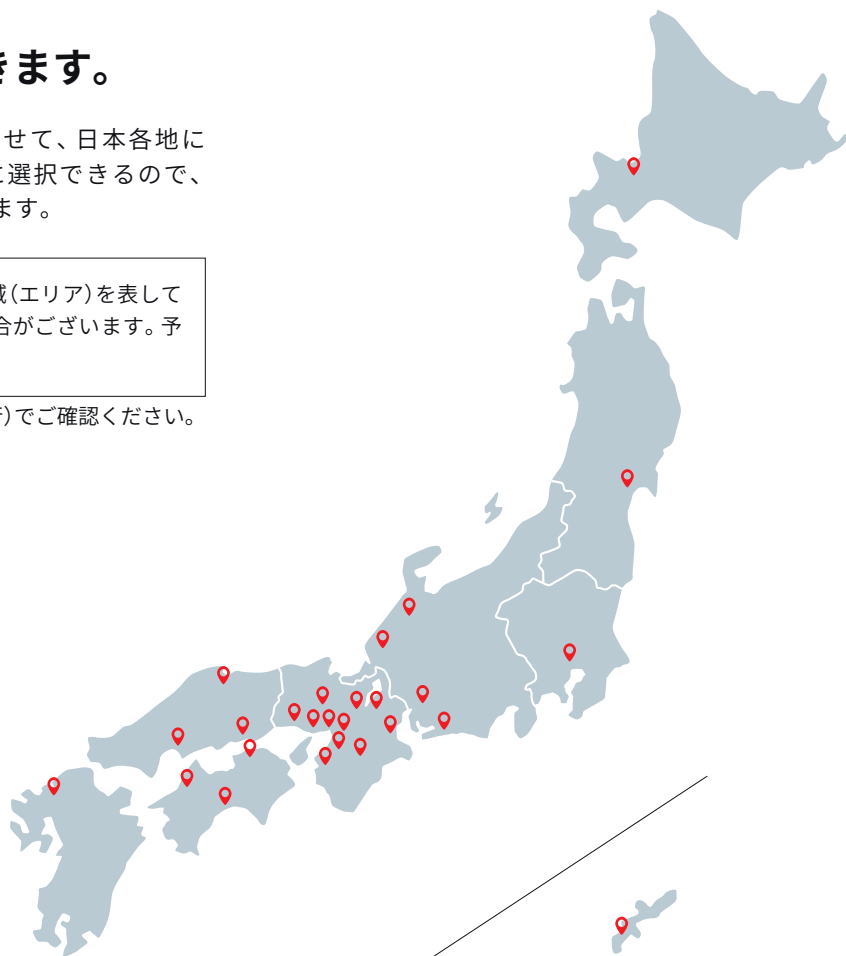 きます。
せて、日本各地に
に選択できるので、
ます。
域(エリア)を表して
合がございます。予
行)でご確認ください。